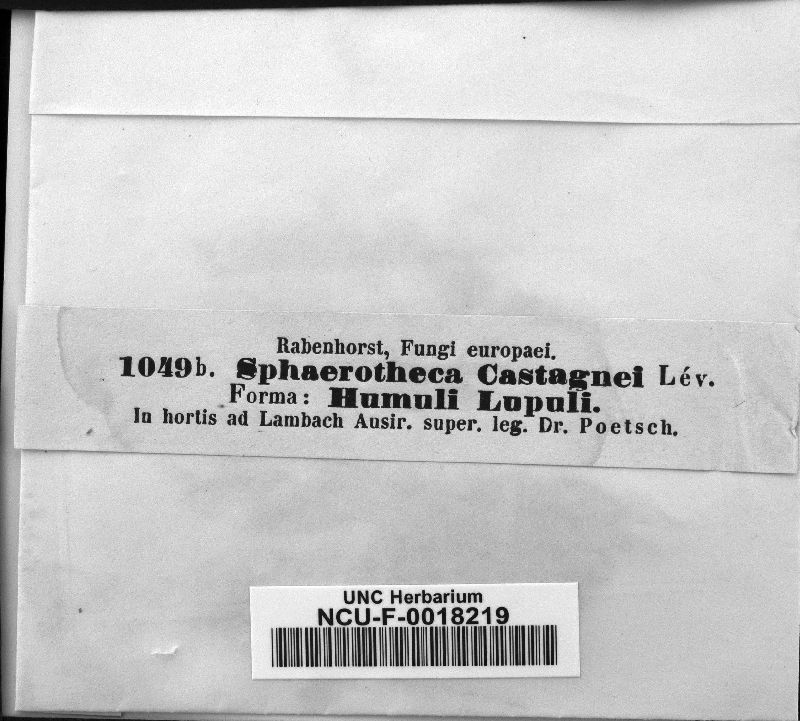 Rabenhorst, Fungi europaei.
1049b. Sphaerotheca Castagnei Lév.
Forma: Humuli Lupuli.
In hortis ad Lambach Ausir. super. leg. Dr. Poetsch.
UNC Herbarium
NCU-F-0018219